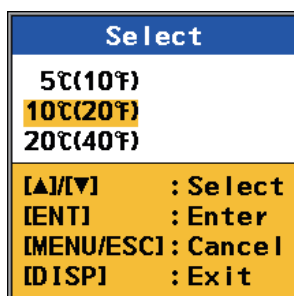 Select
5℃(10℉)
10℃(20℉)
20℃(40℉)
[▲]/[▼] :Select
[ENT] :Enter
[MENU/ESC]:Cancel
[DISP] :Exit